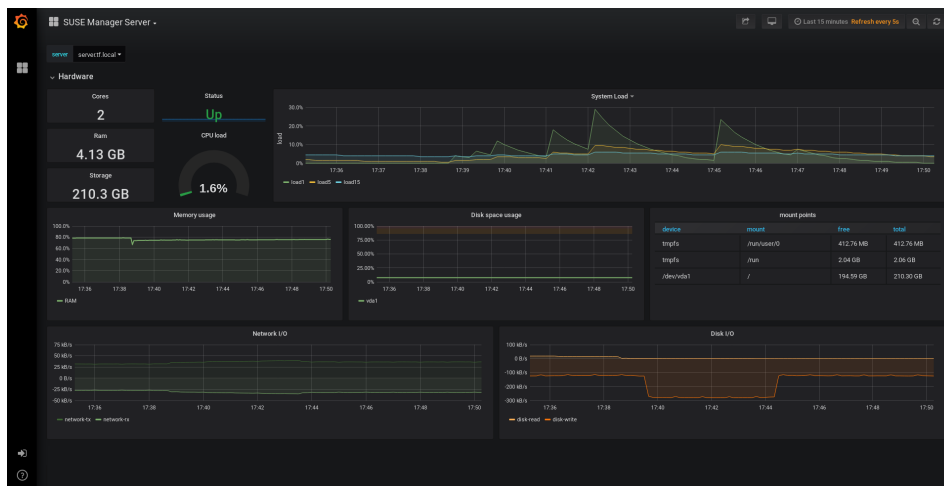 SUSE Manager Server
Last 15 minutes Refresh every 5s
server server.tf.local
Hardware
Cores
2
Status
Up
Ram
4.13 GB
CPU load
1.6%
Storage
210.3 GB
System Load
load
30.0%
20.0%
10.0%
0%
17:36 17:37 17:38 17:39 17:40 17:41 17:42 17:43 17:44 17:45 17:46 17:47 17:48 17:49 17:50
load1 load5 load15
Memory usage
100.0%
80.0%
60.0%
40.0%
20.0%
0%
17:36 17:38 17:40 17:42 17:44 17:46 17:48 17:50
RAM
Disk space usage
100.00%
75.00%
50.00%
25.00%
0%
17:36 17:38 17:40 17:42 17:44 17:46 17:48 17:50
vda1
mount points
device mount free total
tmpfs /run/user/0 412.76 MB 412.76 MB
tmpfs /run 2.04 GB 2.06 GB
/dev/vda1 / 194.59 GB 210.30 GB
Network I/O
75 kB/s
50 kB/s
25 kB/s
0 B/s
-25 kB/s
-50 kB/s
17:36 17:38 17:40 17:42 17:44 17:46 17:48 17:50
network-tx network-rx
Disk I/O
100 kB/s
0 B/s
-100 kB/s
-200 kB/s
-300 kB/s
17:36 17:38 17:40 17:42 17:44 17:46 17:48 17:50
disk-read disk-write